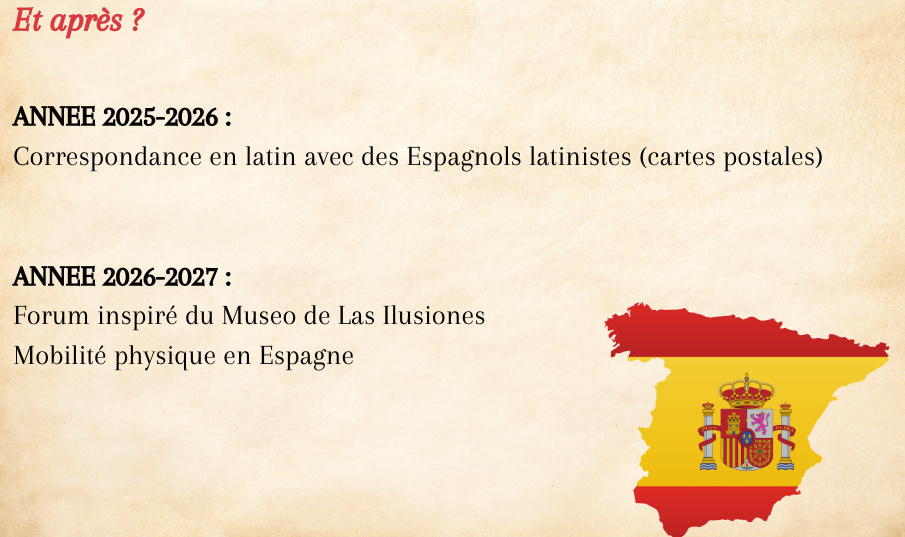 Et après ?
ANNEE 2025-2026 :
Correspondance en latin avec des Espagnols latinistes (cartes postales)
ANNEE 2026-2027 :
Forum inspiré du Museo de Las Ilusiones
Mobilité physique en Espagne